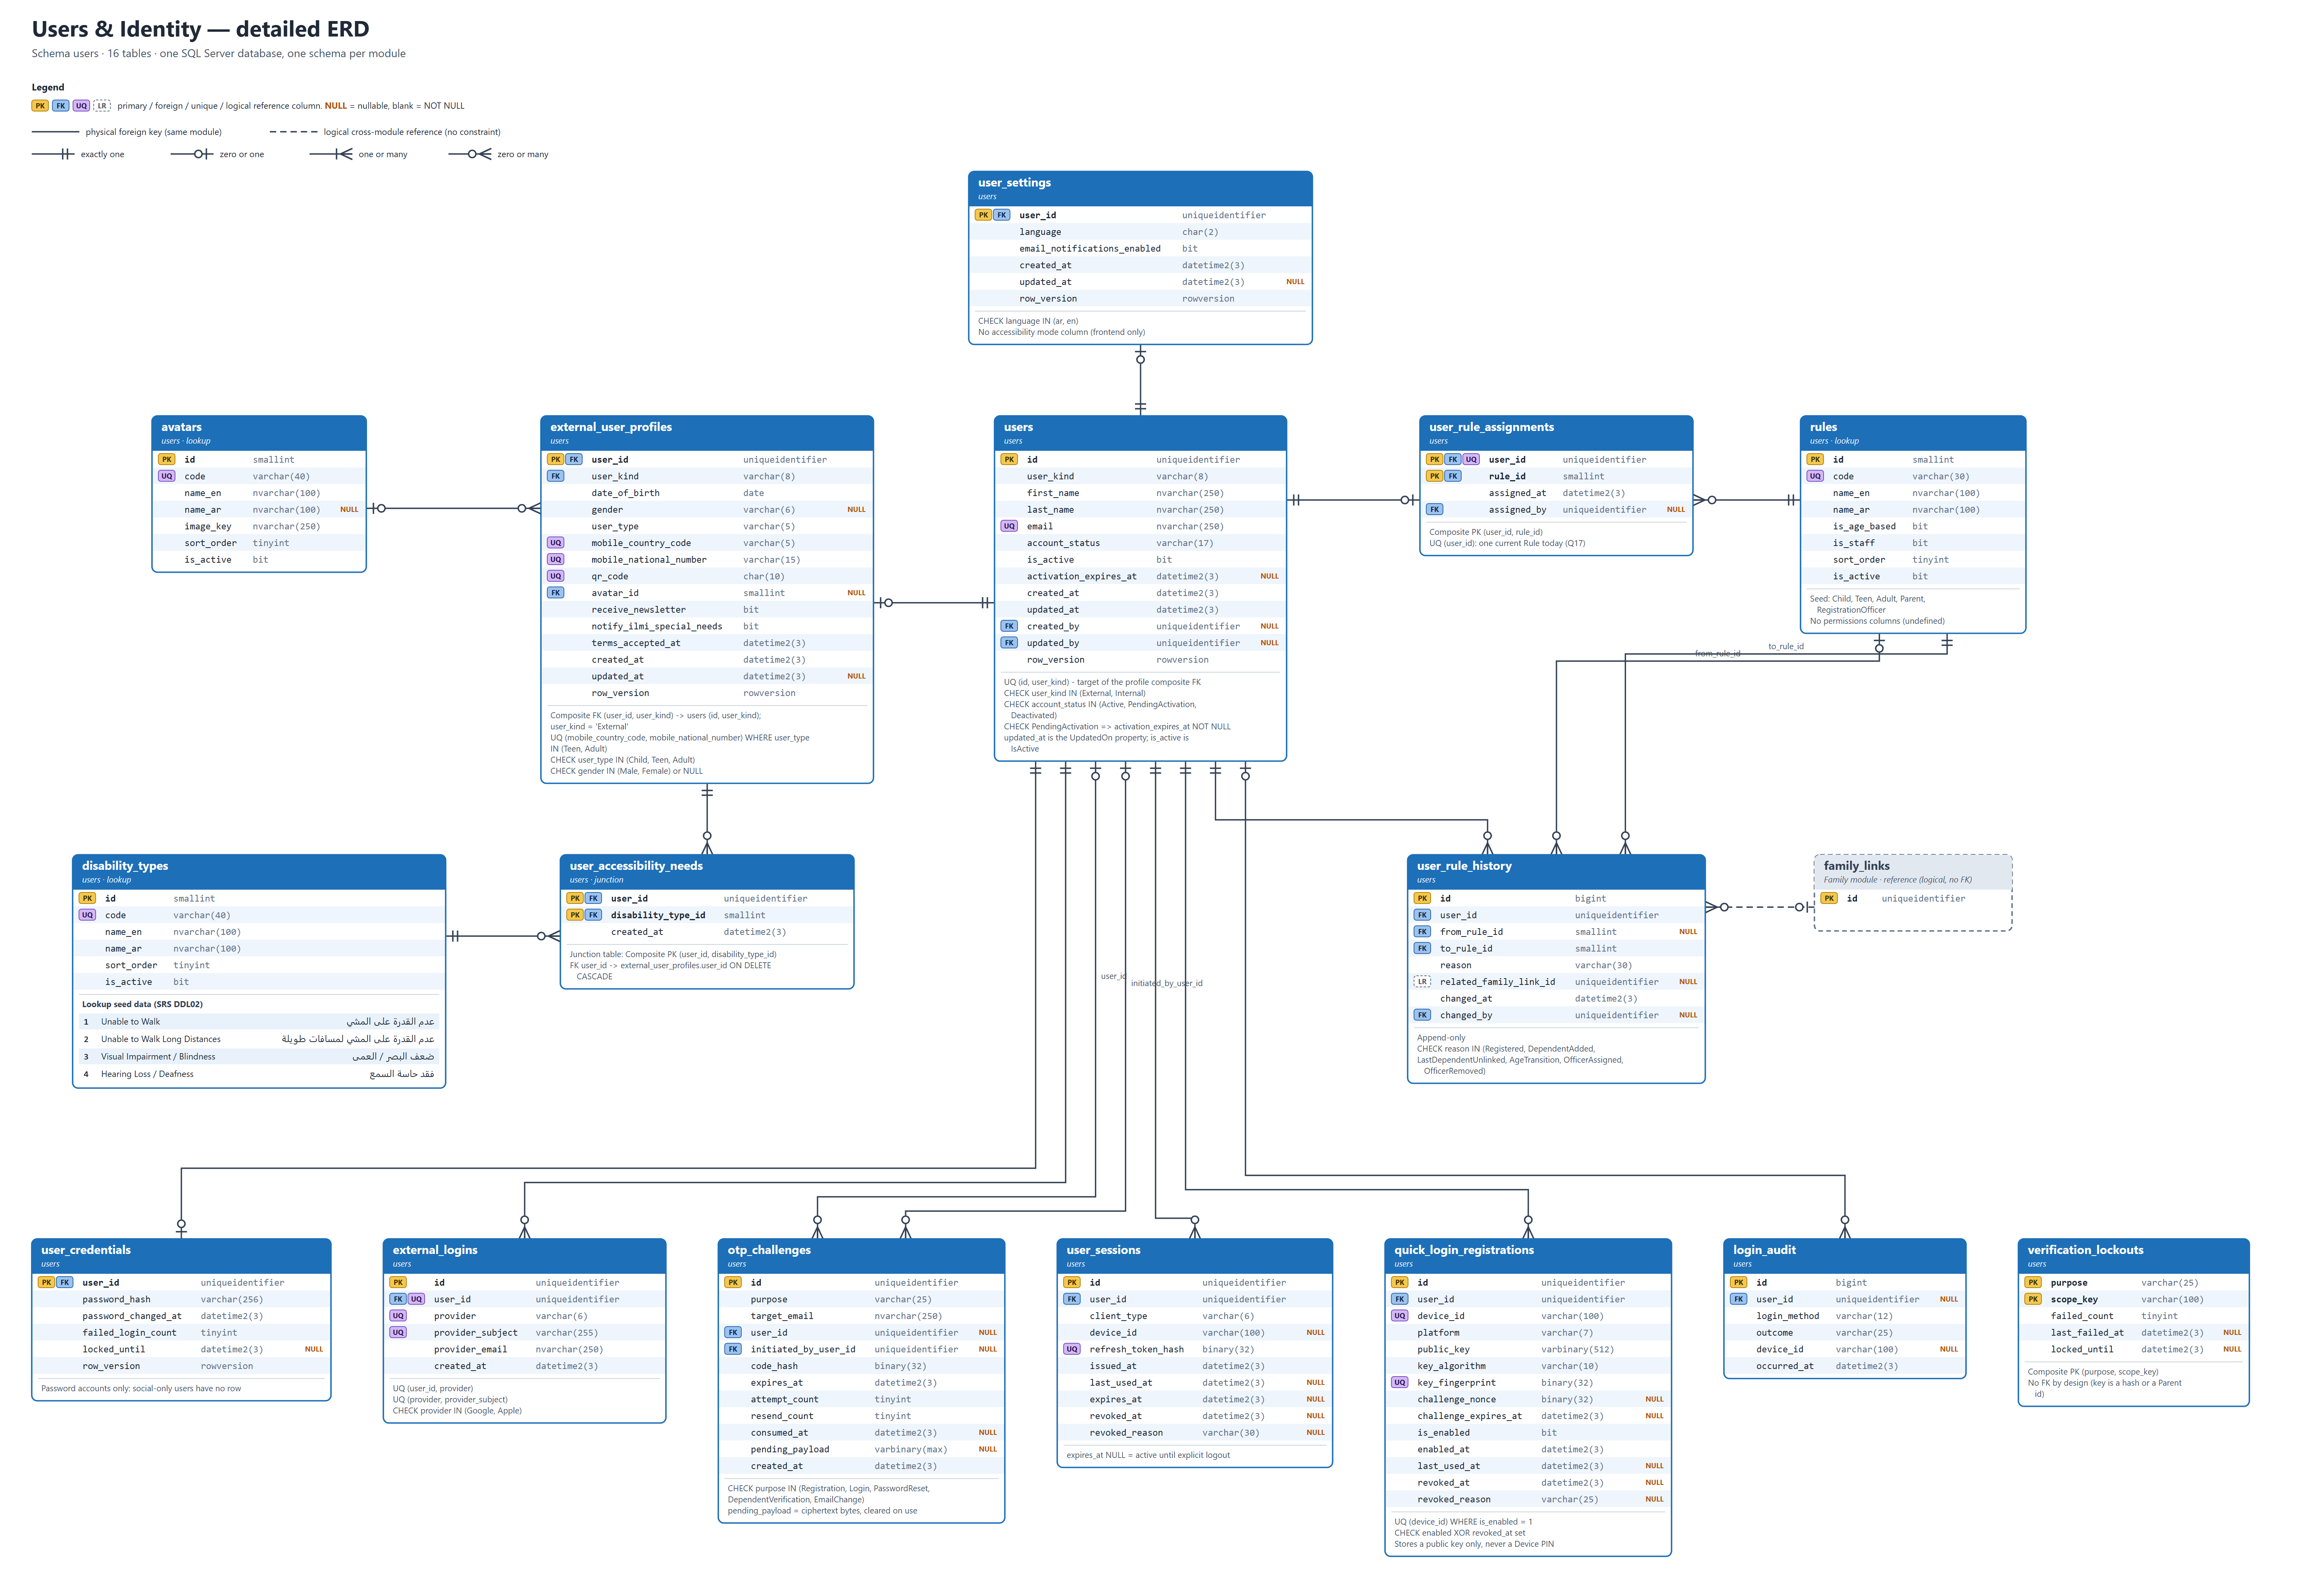 Users & Identity — detailed ERD
Schema users · 16 tables · one SQL Server database, one schema per module
Legend
PK FK UQ LR primary / foreign / unique / logical reference column. NULL = nullable, blank = NOT NULL
physical foreign key (same module) logical cross-module reference (no constraint)
exactly one zero or one one or many zero or many
user_settings
users
PK FK user_id uniqueidentifier
language char(2)
email_notifications_enabled bit
created_at datetime2(3)
updated_at datetime2(3) NULL
row_version rowversion
CHECK language IN (ar, en)
No accessibility mode column (frontend only)
avatars
users · lookup
PK id smallint
UQ code varchar(40)
name_en nvarchar(100)
name_ar nvarchar(100) NULL
image_key nvarchar(250)
sort_order tinyint
is_active bit
external_user_profiles
users
PK FK user_id uniqueidentifier
FK user_kind varchar(8)
date_of_birth date
gender varchar(6) NULL
user_type varchar(5)
UQ mobile_country_code varchar(5)
UQ mobile_national_number varchar(15)
UQ qr_code char(10)
FK avatar_id smallint NULL
receive_newsletter bit
notify_ilmi_special_needs bit
terms_accepted_at datetime2(3)
created_at datetime2(3)
updated_at datetime2(3) NULL
row_version rowversion
Composite FK (user_id, user_kind) -> users (id, user_kind);
user_kind = 'External'
UQ (mobile_country_code, mobile_national_number) WHERE user_type
IN (Teen, Adult)
CHECK user_type IN (Child, Teen, Adult)
CHECK gender IN (Male, Female) or NULL
users
users
PK id uniqueidentifier
user_kind varchar(8)
first_name nvarchar(250)
last_name nvarchar(250)
UQ email nvarchar(250)
account_status varchar(17)
is_active bit
activation_expires_at datetime2(3) NULL
created_at datetime2(3)
updated_at datetime2(3)
FK created_by uniqueidentifier NULL
FK updated_by uniqueidentifier NULL
row_version rowversion
UQ (id, user_kind) - target of the profile composite FK
CHECK user_kind IN (External, Internal)
CHECK account_status IN (Active, PendingActivation,
Deactivated)
CHECK PendingActivation => activation_expires_at NOT NULL
updated_at is the UpdatedOn property; is_active is
IsActive
user_rule_assignments
users
PK FK UQ user_id uniqueidentifier
PK FK rule_id smallint
assigned_at datetime2(3)
FK assigned_by uniqueidentifier NULL
Composite PK (user_id, rule_id)
UQ (user_id): one current Rule today (Q17)
rules
users · lookup
PK id smallint
UQ code varchar(30)
name_en nvarchar(100)
name_ar nvarchar(100)
is_age_based bit
is_staff bit
sort_order tinyint
is_active bit
Seed: Child, Teen, Adult, Parent,
RegistrationOfficer
No permissions columns (undefined)
from_rule_id
to_rule_id
disability_types
users · lookup
PK id smallint
UQ code varchar(40)
name_en nvarchar(100)
name_ar nvarchar(100)
sort_order tinyint
is_active bit
Lookup seed data (SRS DDL02)
1 Unable to Walk عدم القدرة على المشي
2 Unable to Walk Long Distances عدم القدرة على المشي لمسافات طويلة
3 Visual Impairment / Blindness ضعف البصر / العمى
4 Hearing Loss / Deafness فقد حاسة السمع
user_accessibility_needs
users · junction
PK FK user_id uniqueidentifier
PK FK disability_type_id smallint
created_at datetime2(3)
Junction table: Composite PK (user_id, disability_type_id)
FK user_id -> external_user_profiles.user_id ON DELETE
CASCADE
user_id
initiated_by_user_id
user_rule_history
users
PK id bigint
FK user_id uniqueidentifier
FK from_rule_id smallint NULL
FK to_rule_id smallint
reason varchar(30)
LR related_family_link_id uniqueidentifier NULL
changed_at datetime2(3)
FK changed_by uniqueidentifier NULL
Append-only
CHECK reason IN (Registered, DependentAdded,
LastDependentUnlinked, AgeTransition, OfficerAssigned,
OfficerRemoved)
family_links
Family module · reference (logical, no FK)
PK id uniqueidentifier
user_credentials
users
PK FK user_id uniqueidentifier
password_hash varchar(256)
password_changed_at datetime2(3)
failed_login_count tinyint
locked_until datetime2(3) NULL
row_version rowversion
Password accounts only: social-only users have no row
external_logins
users
PK id uniqueidentifier
FK UQ user_id uniqueidentifier
UQ provider varchar(6)
UQ provider_subject varchar(255)
provider_email nvarchar(250)
created_at datetime2(3)
UQ (user_id, provider)
UQ (provider, provider_subject)
CHECK provider IN (Google, Apple)
otp_challenges
users
PK id uniqueidentifier
purpose varchar(25)
target_email nvarchar(250)
FK user_id uniqueidentifier NULL
FK initiated_by_user_id uniqueidentifier NULL
code_hash binary(32)
expires_at datetime2(3)
attempt_count tinyint
resend_count tinyint
consumed_at datetime2(3) NULL
pending_payload varbinary(max) NULL
created_at datetime2(3)
CHECK purpose IN (Registration, Login, PasswordReset,
DependentVerification, EmailChange)
pending_payload = ciphertext bytes, cleared on use
user_sessions
users
PK id uniqueidentifier
FK user_id uniqueidentifier
client_type varchar(6)
device_id varchar(100) NULL
UQ refresh_token_hash binary(32)
issued_at datetime2(3)
last_used_at datetime2(3) NULL
expires_at datetime2(3) NULL
revoked_at datetime2(3) NULL
revoked_reason varchar(30) NULL
expires_at NULL = active until explicit logout
quick_login_registrations
users
PK id uniqueidentifier
FK user_id uniqueidentifier
UQ device_id varchar(100)
platform varchar(7)
public_key varbinary(512)
key_algorithm varchar(10)
UQ key_fingerprint binary(32)
challenge_nonce binary(32) NULL
challenge_expires_at datetime2(3) NULL
is_enabled bit
enabled_at datetime2(3)
last_used_at datetime2(3) NULL
revoked_at datetime2(3) NULL
revoked_reason varchar(25) NULL
UQ (device_id) WHERE is_enabled = 1
CHECK enabled XOR revoked_at set
Stores a public key only, never a Device PIN
login_audit
users
PK id bigint
FK user_id uniqueidentifier NULL
login_method varchar(12)
outcome varchar(25)
device_id varchar(100) NULL
occurred_at datetime2(3)
verification_lockouts
users
PK purpose varchar(25)
PK scope_key varchar(100)
failed_count tinyint
last_failed_at datetime2(3) NULL
locked_until datetime2(3) NULL
Composite PK (purpose, scope_key)
No FK by design (key is a hash or a Parent
id)